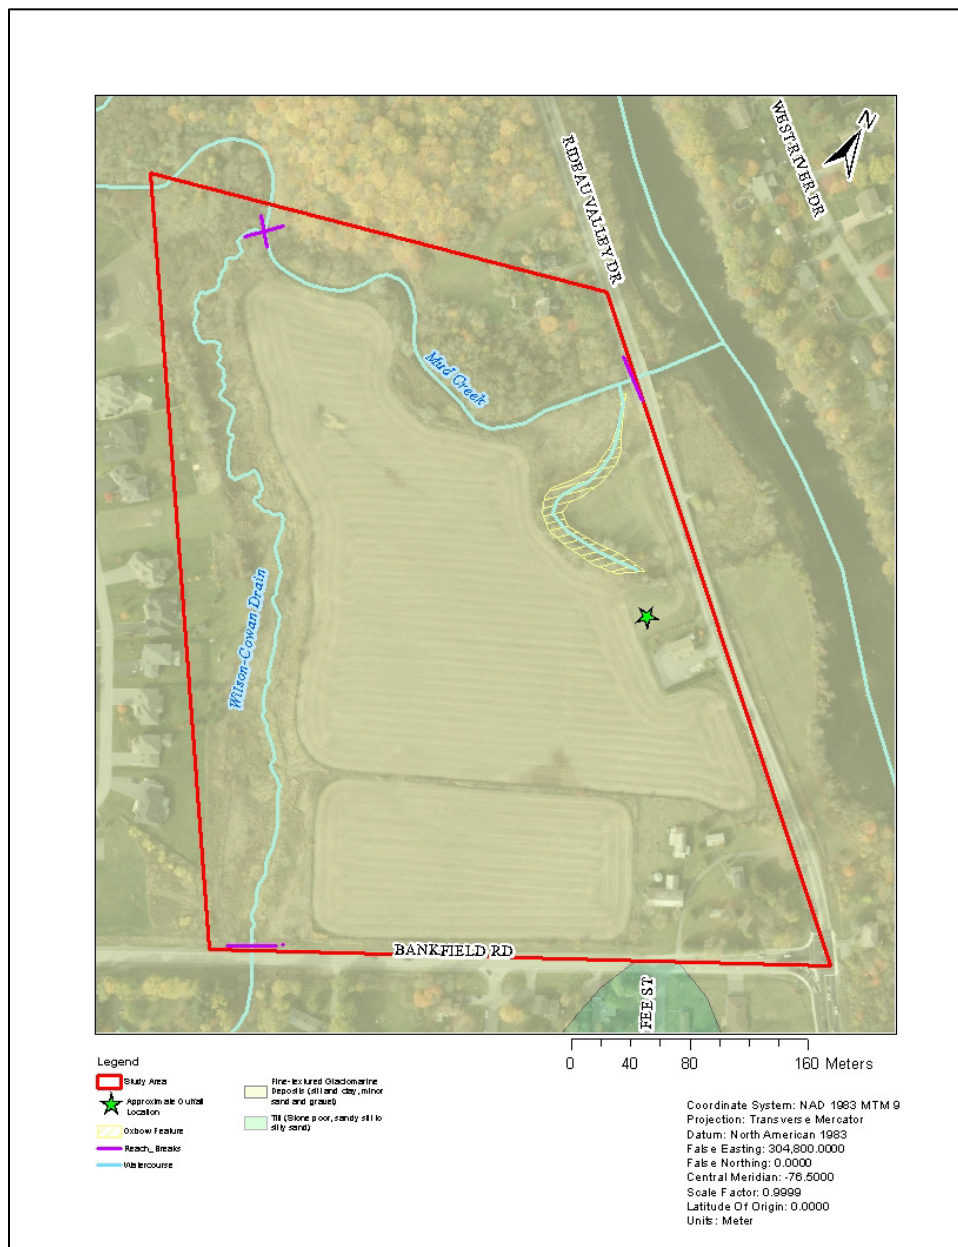 N
WEST RIVER DR
RIDEAU VALLEY DR
Mud Creek
Wilson-Cowan Drain
BANKFIELD RD
FEE ST
0 40 80 160 Meters
Legend
Study Area
Approximate Outfall
Location
Oxbow Feature
Reach_Breaks
Watercourse
Fine-textured Glaciomarine
Deposits (silt and clay, minor
sand and gravel)
Till (Stone poor, sandy silt to
silty sand)
Coordinate System: NAD 1983 MTM 9
Projection: Transverse Mercator
Datum: North American 1983
False Easting: 304,800.0000
False Northing: 0.0000
Central Meridian: -76.5000
Scale Factor: 0.9999
Latitude Of Origin: 0.0000
Units: Meter